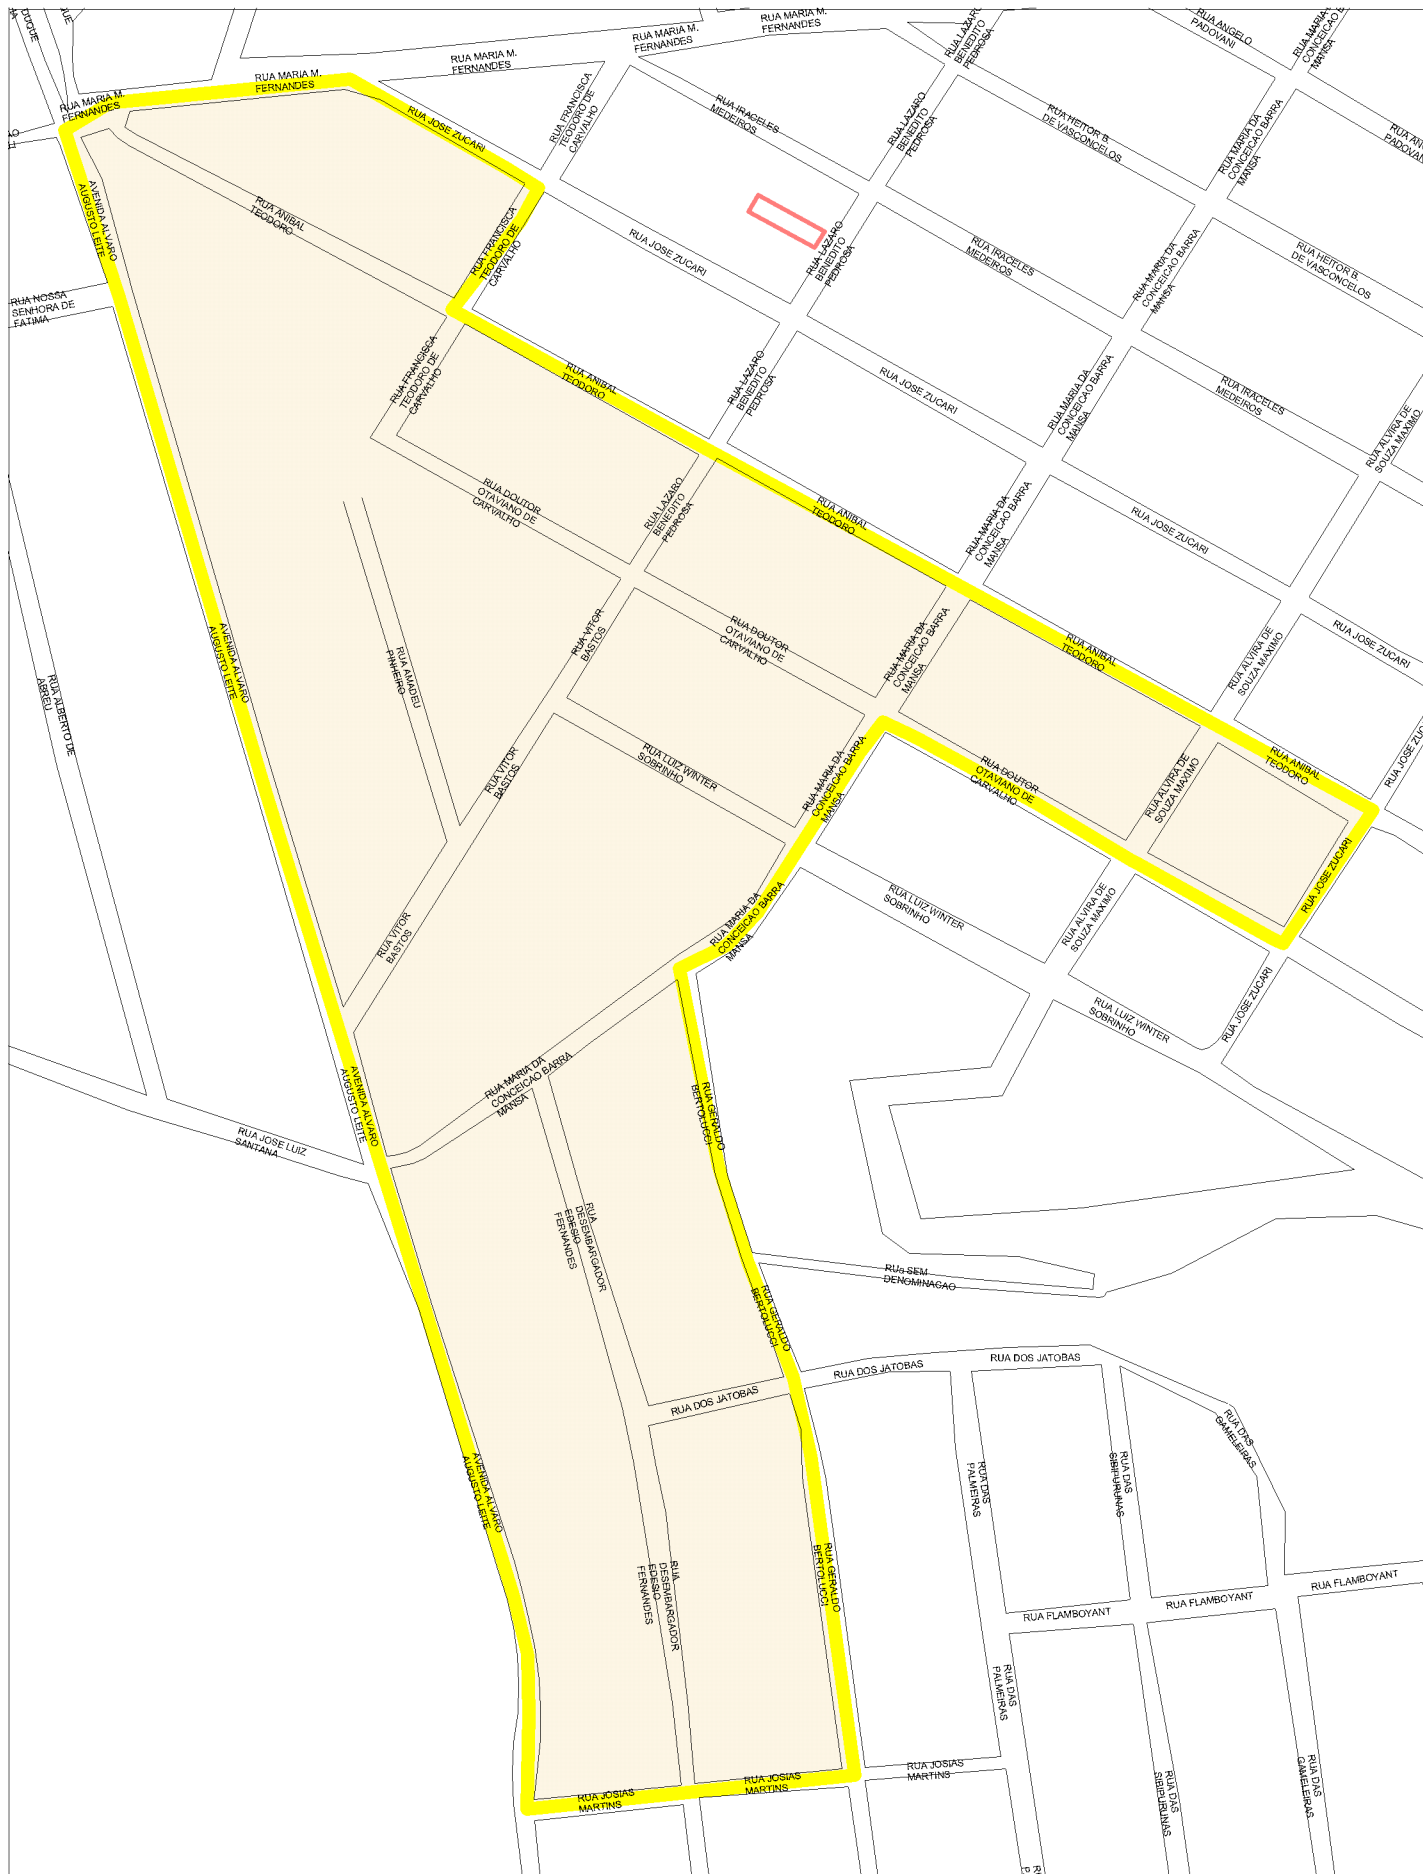 DUQUE
RUA MARIA M.
FERNANDES
RUA MARIA M.
FERNANDES
RUA MARIA M.
FERNANDES
RUA MARIA M.
FERNANDES
RUA MARIA M.
FERNANDES
RUA LAZARO
BENEDITO
PEDROSA
RUA ANGELO
PADOVANI
RUA MARIA DA
CONCEICAO B
MANSA
RUA JOSE ZUCARI
RUA FRANCISCA
TEODORO DE
CARVALHO
RUA IRACELES
MEDEIROS
RUA LAZARO
BENEDITO
PEDROSA
RUA HEITOR B.
DE VASCONCELOS
RUA MARIA DA
CONCEICAO BARRA
MANSA
PADOVANI
AVENIDA ALVARO
AUGUSTO LEITE
RUA ANIBAL
TEODORO
RUA FRANCISCA
TEODORO DE
CARVALHO
RUA JOSE ZUCARI
RUA LAZARO
BENEDITO
PEDROSA
RUA IRACELES
MEDEIROS
RUA MARIA DA
CONCEICAO BARRA
MANSA
RUA HEITOR B.
DE VASCONCELOS
RUA NOSSA
SENHORA DE
FATIMA
RUA FRANCISCA
TEODORO DE
CARVALHO
RUA ANIBAL
TEODORO
RUA LAZARO
BENEDITO
PEDROSA
RUA JOSE ZUCARI
RUA MARIA DA
CONCEICAO BARRA
MANSA
RUA IRACELES
MEDEIROS
RUA ALVIRA DE
SOUZA MAXIMO
RUA DOUTOR
OTAVIANO DE
CARVALHO
RUA LAZARO
BENEDITO
PEDROSA
RUA ANIBAL
TEODORO
RUA MARIA DA
CONCEICAO BARRA
MANSA
RUA JOSE ZUCARI
AVENIDA ALVARO
AUGUSTO LEITE
RUA AMADEU
PINHEIRO
RUA VITOR
BASTOS
RUA DOUTOR
OTAVIANO DE
CARVALHO
RUA MARIA DA
CONCEICAO BARRA
MANSA
RUA ANIBAL
TEODORO
RUA ALVIRA DE
SOUZA MAXIMO
RUA JOSE ZUCARI
RUA ALBERTO DE
ABREU
RUA VITOR
BASTOS
RUA LUIZ WINTER
SOBRINHO
RUA MARIA DA
CONCEICAO BARRA
MANSA
RUA DOUTOR
OTAVIANO DE
CARVALHO
RUA ALVIRA DE
SOUZA MAXIMO
RUA ANIBAL
TEODORO
RUA JOSE ZUC
RUA VITOR
BASTOS
RUA MARIA DA
CONCEICAO BARRA
MANSA
RUA LUIZ WINTER
SOBRINHO
RUA ALVIRA DE
SOUZA MAXIMO
RUA JOSE ZUCARI
RUA JOSE ZUCARI
RUA LUIZ WINTER
SOBRINHO
RUA JOSE LUIZ
SANTANA
AVENIDA ALVARO
AUGUSTO LEITE
RUA MARIA DA
CONCEICAO BARRA
MANSA
RUA GERALDO
BERTOLUCCI
RUA
DESEMBARGADOR
EDESIO
FERNANDES
RUa SEM
DENOMINACAO
RUA GERALDO
BERTOLUCCI
RUA DOS JATOBAS
RUA DOS JATOBAS
RUA DOS JATOBAS
RUA DAS
GAMELEIRAS
AVENIDA ALVARO
AUGUSTO LEITE
RUA DAS
PALMEIRAS
RUA DAS
SIBIPURUNAS
RUA
DESEMBARGADOR
EDESIO
FERNANDES
RUA GERALDO
BERTOLUCCI
RUA FLAMBOYANT
RUA FLAMBOYANT
RUA FLAMBOYANT
RUA DAS
PALMEIRAS
RUA JOSIAS
MARTINS
RUA JOSIAS
MARTINS
RUA JOSIAS
MARTINS
RUA DAS
SIBIPURUNAS
RUA DAS
GAMELEIRAS